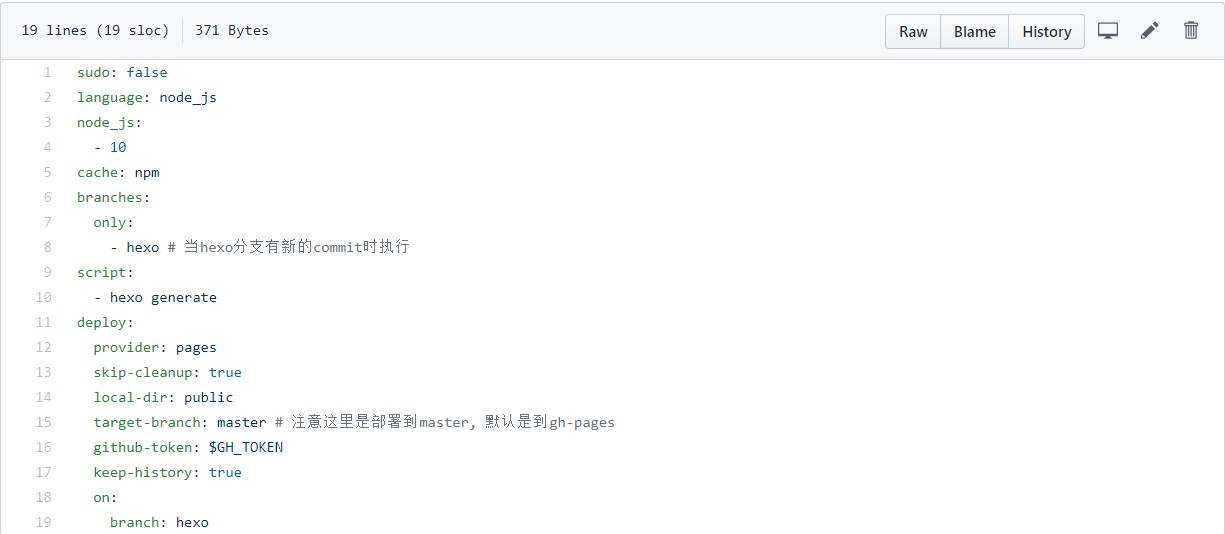 19 lines (19 sloc) 371 Bytes Raw Blame History
1 sudo: false
2 language: node_js
3 node_js:
4 - 10
5 cache: npm
6 branches:
7 only:
8 - hexo # 当hexo分支有新的commit时执行
9 script:
10 - hexo generate
11 deploy:
12 provider: pages
13 skip-cleanup: true
14 local-dir: public
15 target-branch: master # 注意这里是部署到master, 默认是到gh-pages
16 github-token: $GH_TOKEN
17 keep-history: true
18 on:
19 branch: hexo